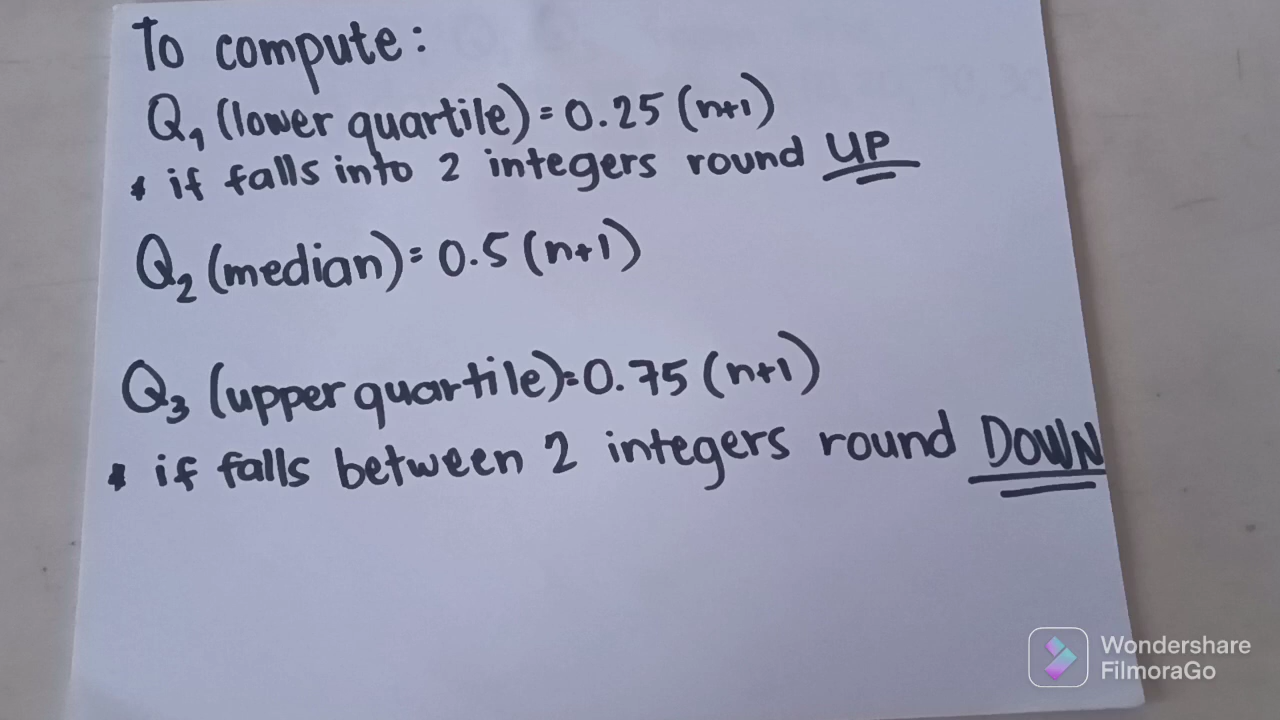 To compute:
Q₁ (lower quartile) = 0.25 (n+1)
* if falls into 2 integers round UP
Q₂ (median) = 0.5 (n+1)
Q₃ (upper quartile) = 0.75 (n+1)
* if falls between 2 integers round DOWN
Wondershare
FilmoraGo